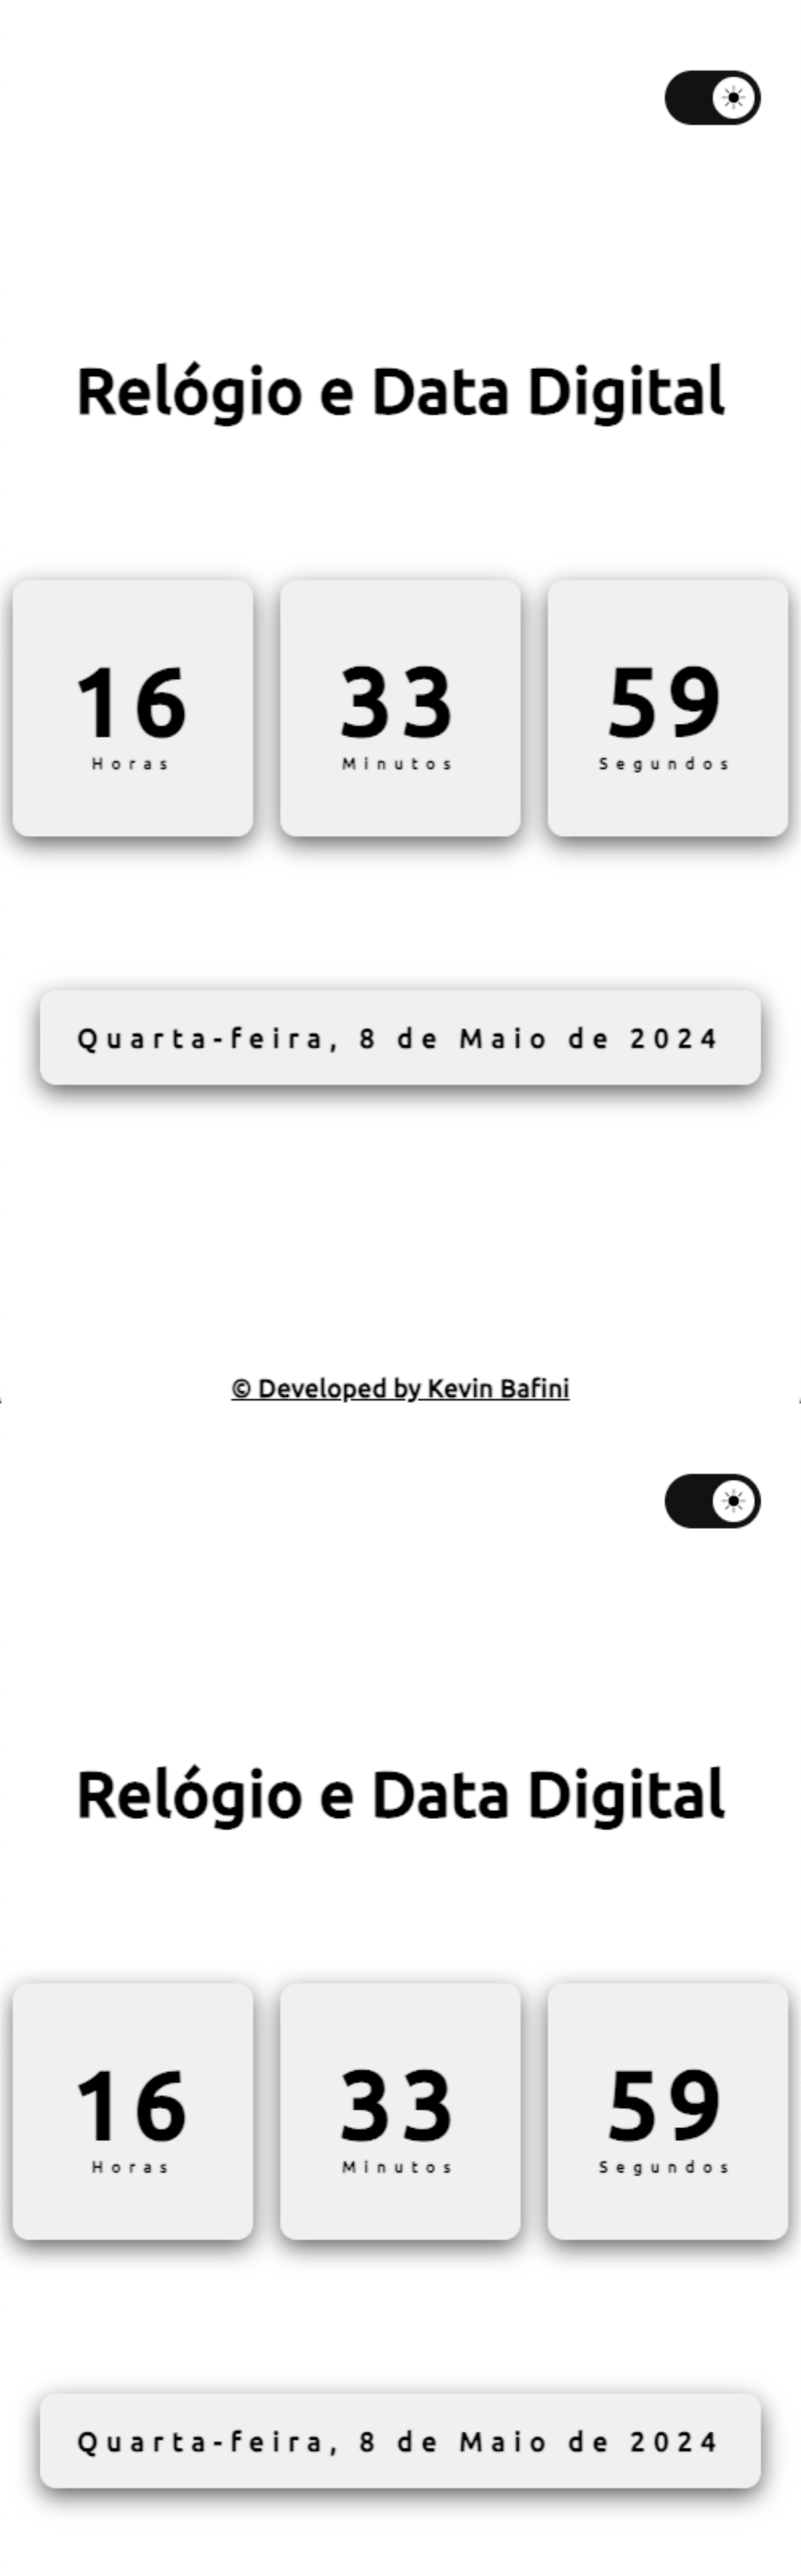 Relógio e Data Digital
16 33 59
Horas Minutos Segundos
Quarta-feira, 8 de Maio de 2024
© Developed by Kevin Bafini
Relógio e Data Digital
16 33 59
Horas Minutos Segundos
Quarta-feira, 8 de Maio de 2024